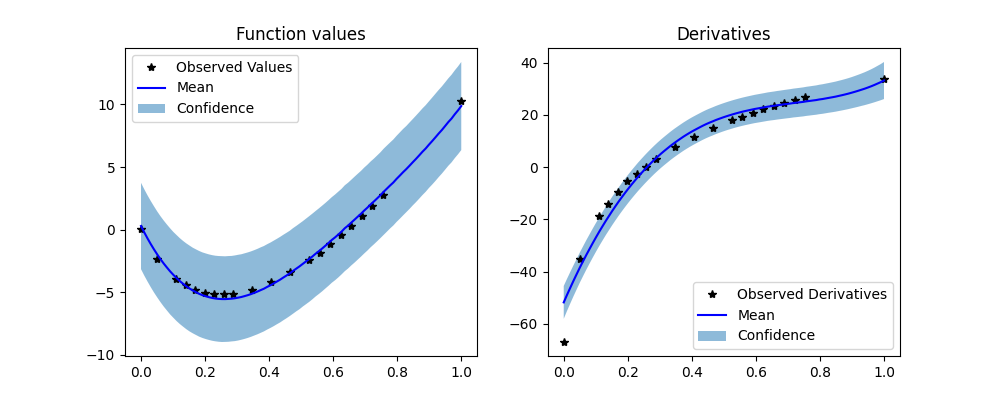 Function values
Observed Values
Mean
Confidence
10
5
0
−5
−10
0.0 0.2 0.4 0.6 0.8 1.0
Derivatives
40
20
0
−20
−40
−60
Observed Derivatives
Mean
Confidence
0.0 0.2 0.4 0.6 0.8 1.0